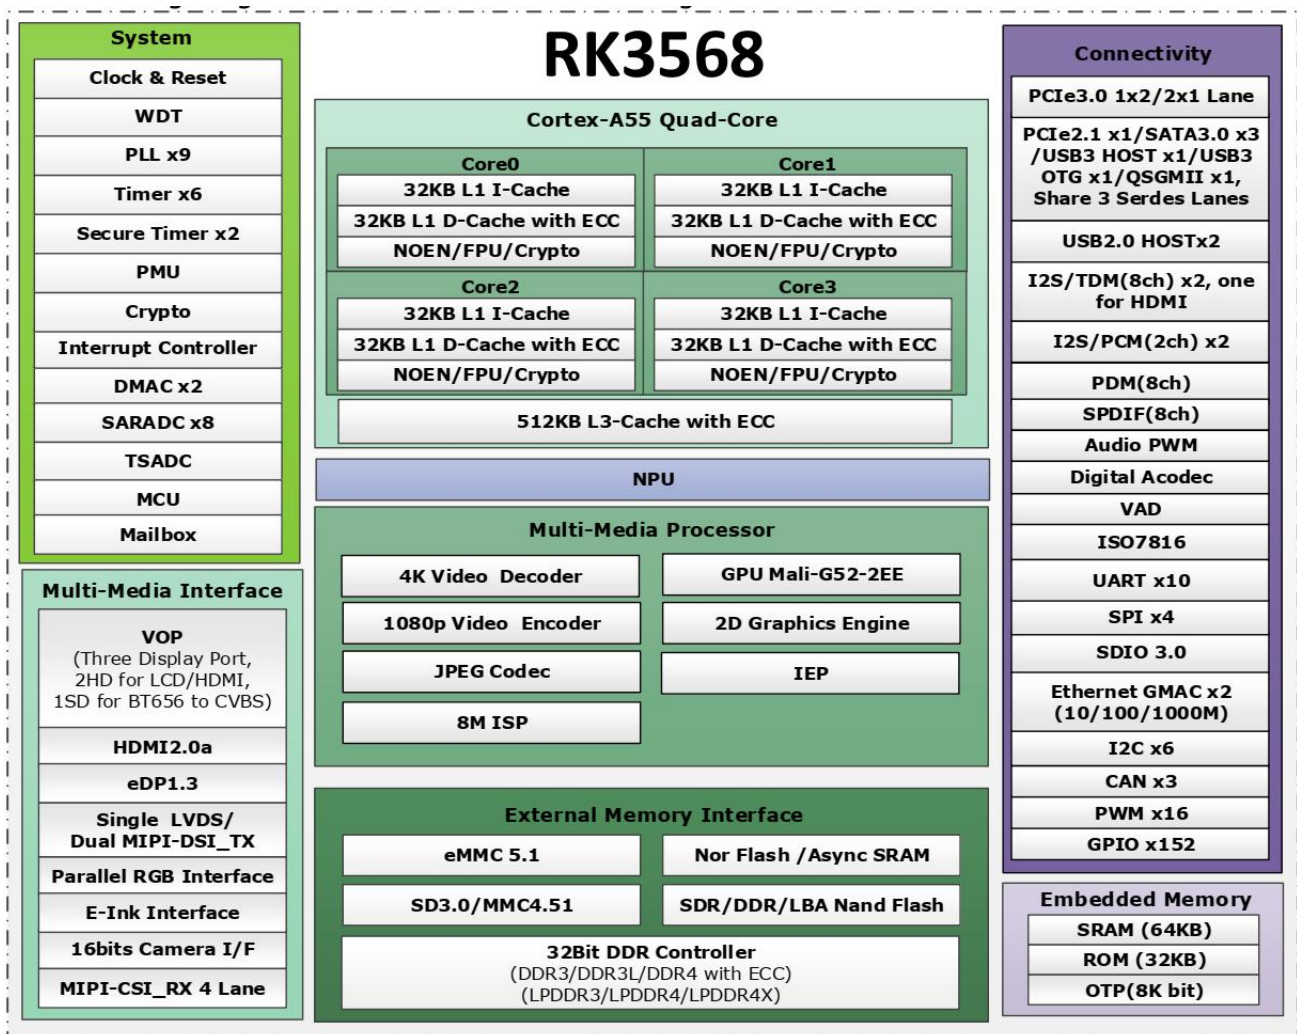 RK3568
System
Clock & Reset
WDT
PLL x9
Timer x6
Secure Timer x2
PMU
Crypto
Interrupt Controller
DMAC x2
SARADC x8
TSADC
MCU
Mailbox
Multi-Media Interface
VOP
(Three Display Port,
2HD for LCD/HDMI,
1SD for BT656 to CVBS)
HDMI2.0a
eDP1.3
Single LVDS/
Dual MIPI-DSI_TX
Parallel RGB Interface
E-Ink Interface
16bits Camera I/F
MIPI-CSI_RX 4 Lane
Cortex-A55 Quad-Core
Core0
32KB L1 I-Cache
32KB L1 D-Cache with ECC
NOEN/FPU/Crypto
Core1
32KB L1 I-Cache
32KB L1 D-Cache with ECC
NOEN/FPU/Crypto
Core2
32KB L1 I-Cache
32KB L1 D-Cache with ECC
NOEN/FPU/Crypto
Core3
32KB L1 I-Cache
32KB L1 D-Cache with ECC
NOEN/FPU/Crypto
512KB L3-Cache with ECC
NPU
Multi-Media Processor
4K Video Decoder
1080p Video Encoder
JPEG Codec
8M ISP
GPU Mali-G52-2EE
2D Graphics Engine
IEP
External Memory Interface
eMMC 5.1
Nor Flash /Async SRAM
SD3.0/MMC4.51
SDR/DDR/LBA Nand Flash
32Bit DDR Controller
(DDR3/DDR3L/DDR4 with ECC)
(LPDDR3/LPDDR4/LPDDR4X)
Connectivity
PCIe3.0 1x2/2x1 Lane
PCIe2.1 x1/SATA3.0 x3
/USB3 HOST x1/USB3
OTG x1/QSGMII x1,
Share 3 Serdes Lanes
USB2.0 HOSTx2
I2S/TDM(8ch) x2, one
for HDMI
I2S/PCM(2ch) x2
PDM(8ch)
SPDIF(8ch)
Audio PWM
Digital Acodec
VAD
ISO7816
UART x10
SPI x4
SDIO 3.0
Ethernet GMAC x2
(10/100/1000M)
I2C x6
CAN x3
PWM x16
GPIO x152
Embedded Memory
SRAM (64KB)
ROM (32KB)
OTP(8K bit)